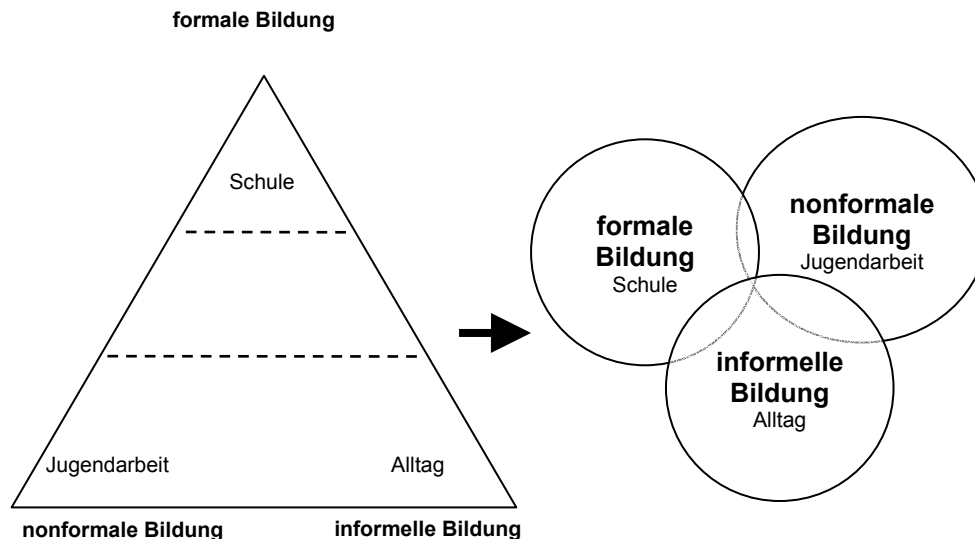 formale Bildung
Schule
Jugendarbeit
Alltag
nonformale Bildung
informelle Bildung
formale
Bildung
Schule
nonformale
Bildung
Jugendarbeit
informelle
Bildung
Alltag